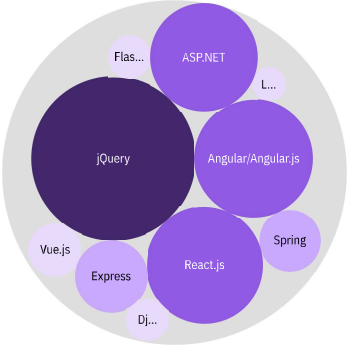 Flas...
ASP.NET
L...
jQuery
Angular/Angular.js
Vue.js
Spring
Express
React.js
Dj...